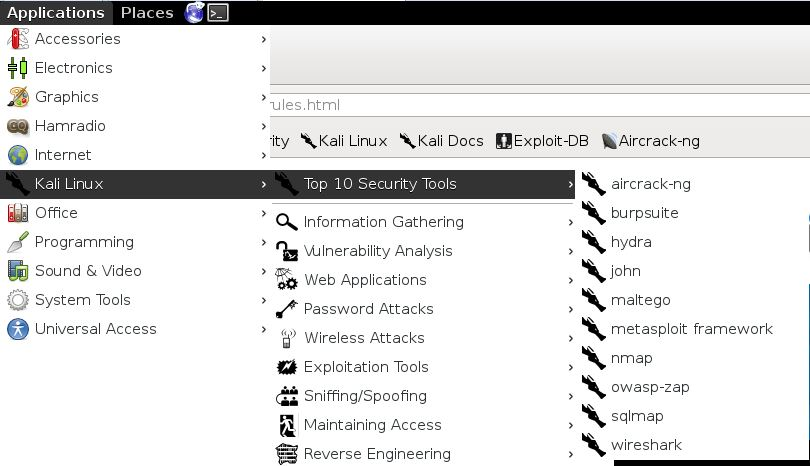 Applications Places
Accessories
Electronics
Graphics
rules.html
Hamradio
Internet
rity Kali Linux Kali Docs Exploit-DB Aircrack-ng
Kali Linux
Office
Programming
Sound & Video
System Tools
Universal Access
Top 10 Security Tools
Information Gathering
Vulnerability Analysis
Web Applications
Password Attacks
Wireless Attacks
Exploitation Tools
Sniffing/Spoofing
Maintaining Access
Reverse Engineering
aircrack-ng
burpsuite
hydra
john
maltego
metasploit framework
nmap
owasp-zap
sqlmap
wireshark